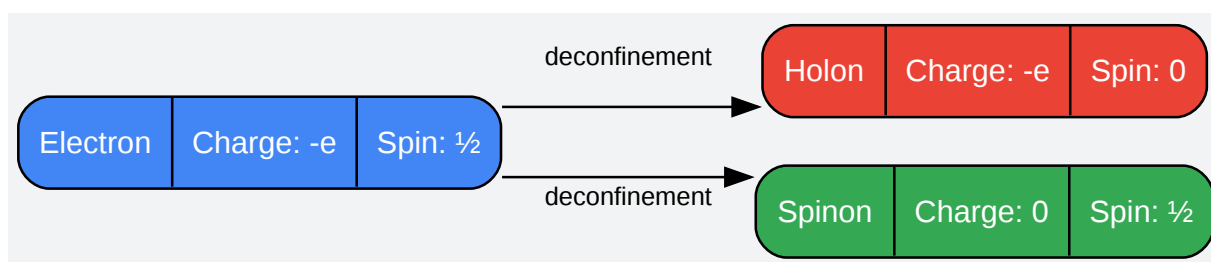 deconfinement
Holon Charge: -e Spin: 0
Electron Charge: -e Spin: ½
deconfinement
Spinon Charge: 0 Spin: ½